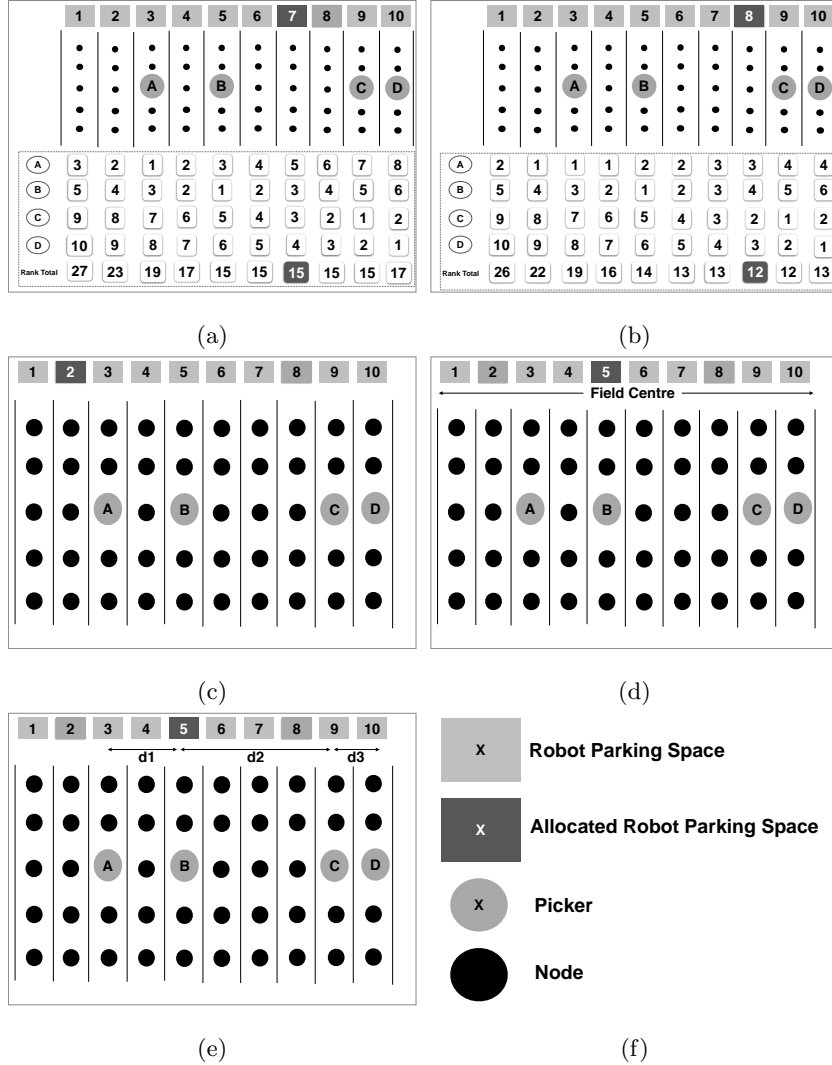 1 2 3 4 5 6 7 8 9 10
A B C D
A 3 2 1 2 3 4 5 6 7 8
B 5 4 3 2 1 2 3 4 5 6
C 9 8 7 6 5 4 3 2 1 2
D 10 9 8 7 6 5 4 3 2 1
Rank Total 27 23 19 17 15 15 15 15 15 17
(a)
1 2 3 4 5 6 7 8 9 10
A B C D
A 2 1 1 1 2 2 3 3 4 4
B 5 4 3 2 1 2 3 4 5 6
C 9 8 7 6 5 4 3 2 1 2
D 10 9 8 7 6 5 4 3 2 1
Rank Total 26 22 19 16 14 13 13 12 12 13
(b)
1 2 3 4 5 6 7 8 9 10
A B C D
(c)
1 2 3 4 5 6 7 8 9 10
Field Centre
A B C D
(d)
1 2 3 4 5 6 7 8 9 10
d1 d2 d3
A B C D
(e)
X Robot Parking Space
X Allocated Robot Parking Space
X Picker
Node
(f)